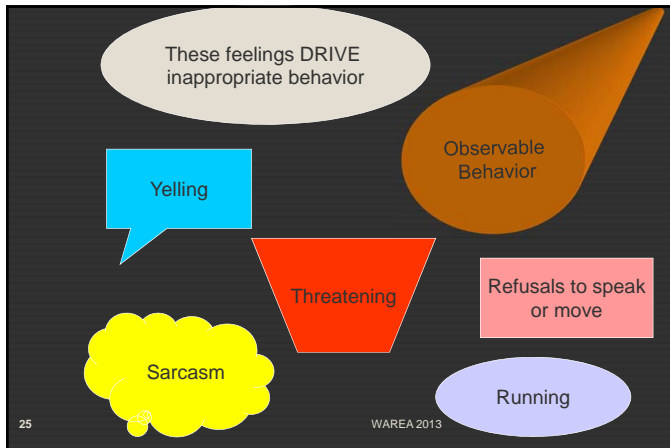 These feelings DRIVE
inappropriate behavior
Observable
Behavior
Yelling
Threatening
Refusals to speak
or move
Sarcasm
Running
25
WAREA 2013